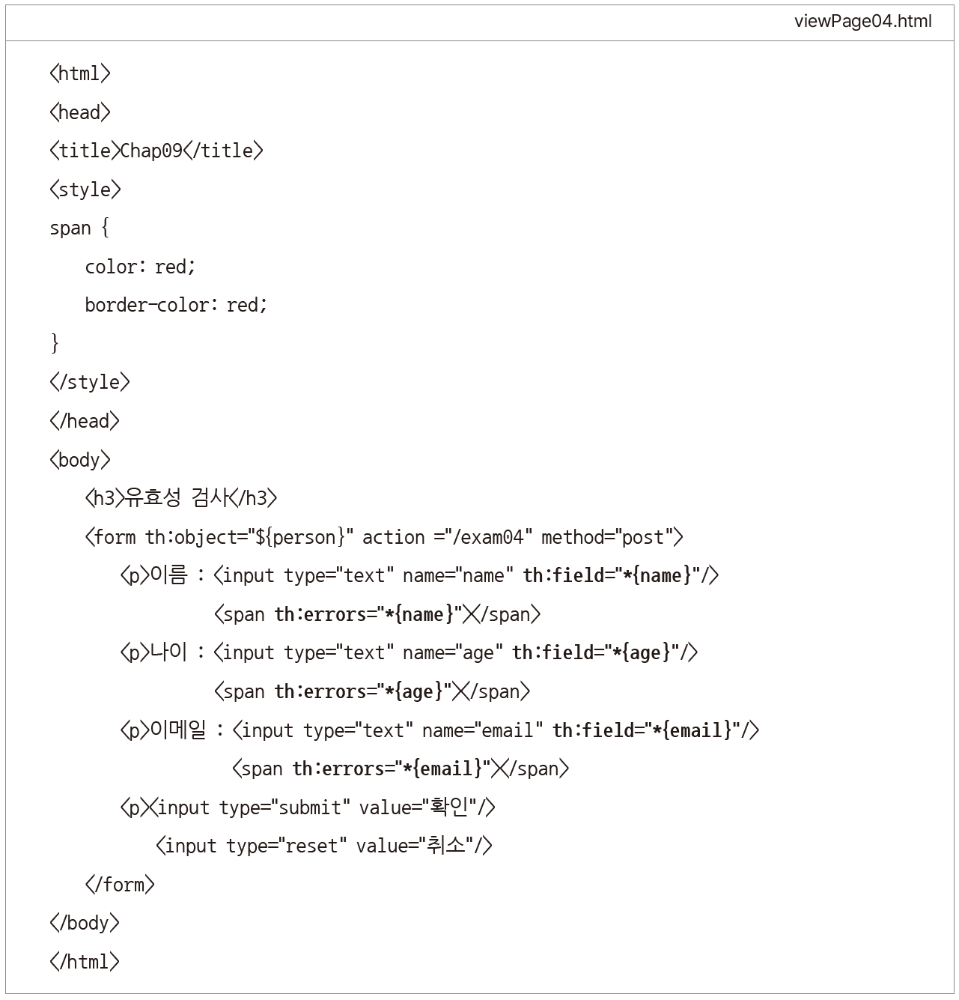 viewPage04.html
<html>
<head>
<title>Chap09</title>
<style>
span {
color: red;
border-color: red;
}
</style>
</head>
<body>
<h3>유효성 검사</h3>
<form th:object="${person}" action ="/exam04" method="post">
<p>이름 : <input type="text" name="name" th:field="*{name}"/>
<span th:errors="*{name}"></span>
<p>나이 : <input type="text" name="age" th:field="*{age}"/>
<span th:errors="*{age}"></span>
<p>이메일 : <input type="text" name="email" th:field="*{email}"/>
<span th:errors="*{email}"></span>
<p><input type="submit" value="확인"/>
<input type="reset" value="취소"/>
</form>
</body>
</html>